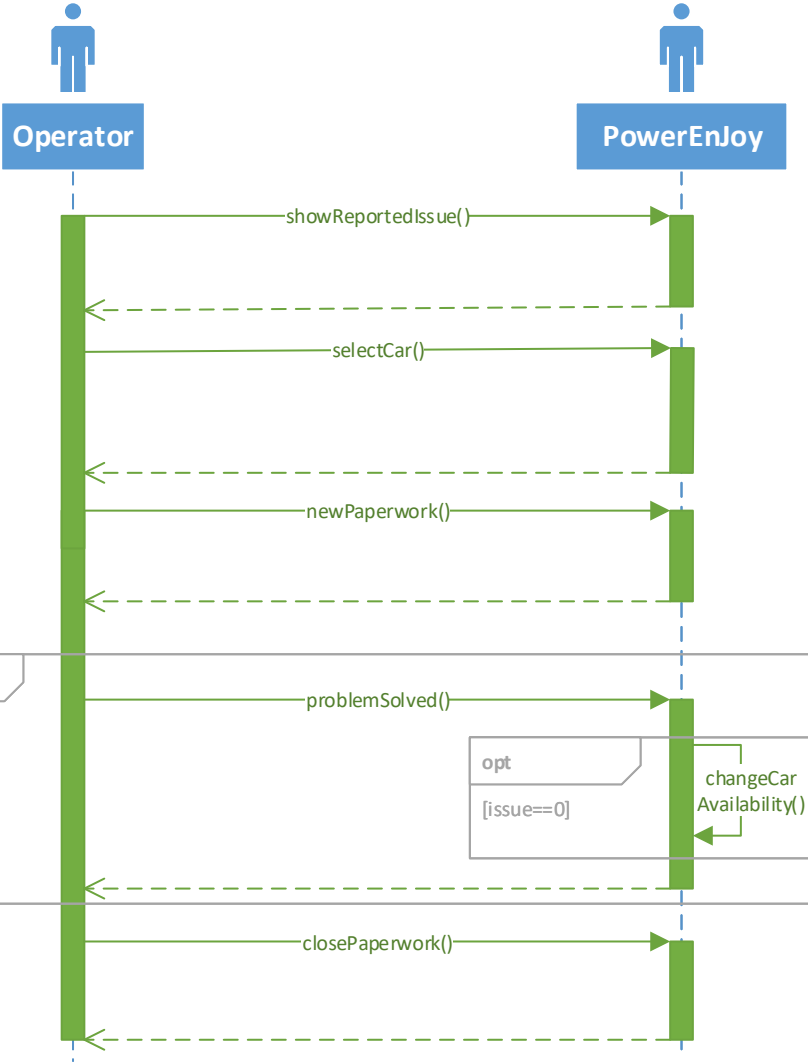 Operator
PowerEnJoy
showReportedIssue()
selectCar()
newPaperwork()
problemSolved()
opt
[issue==0]
changeCar
Availability()
closePaperwork()